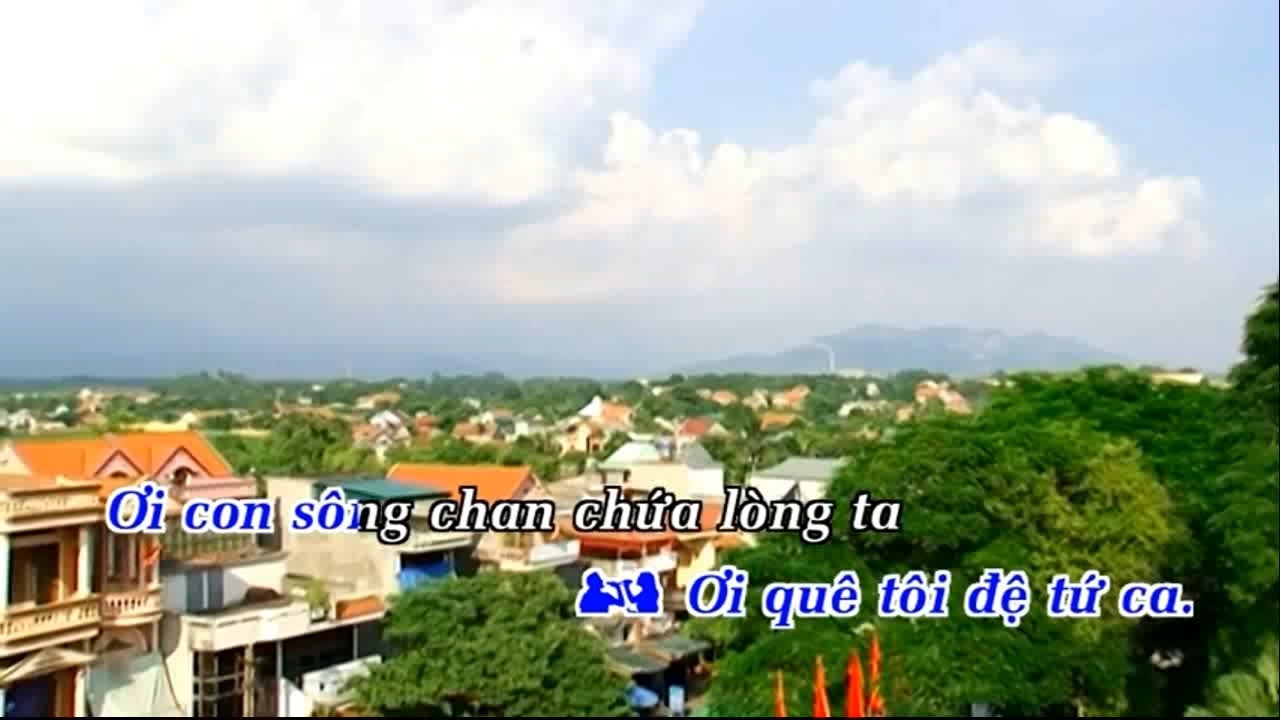 Ơi con sông chan chứa lòng ta
Ơi quê tôi đệ tứ ca.